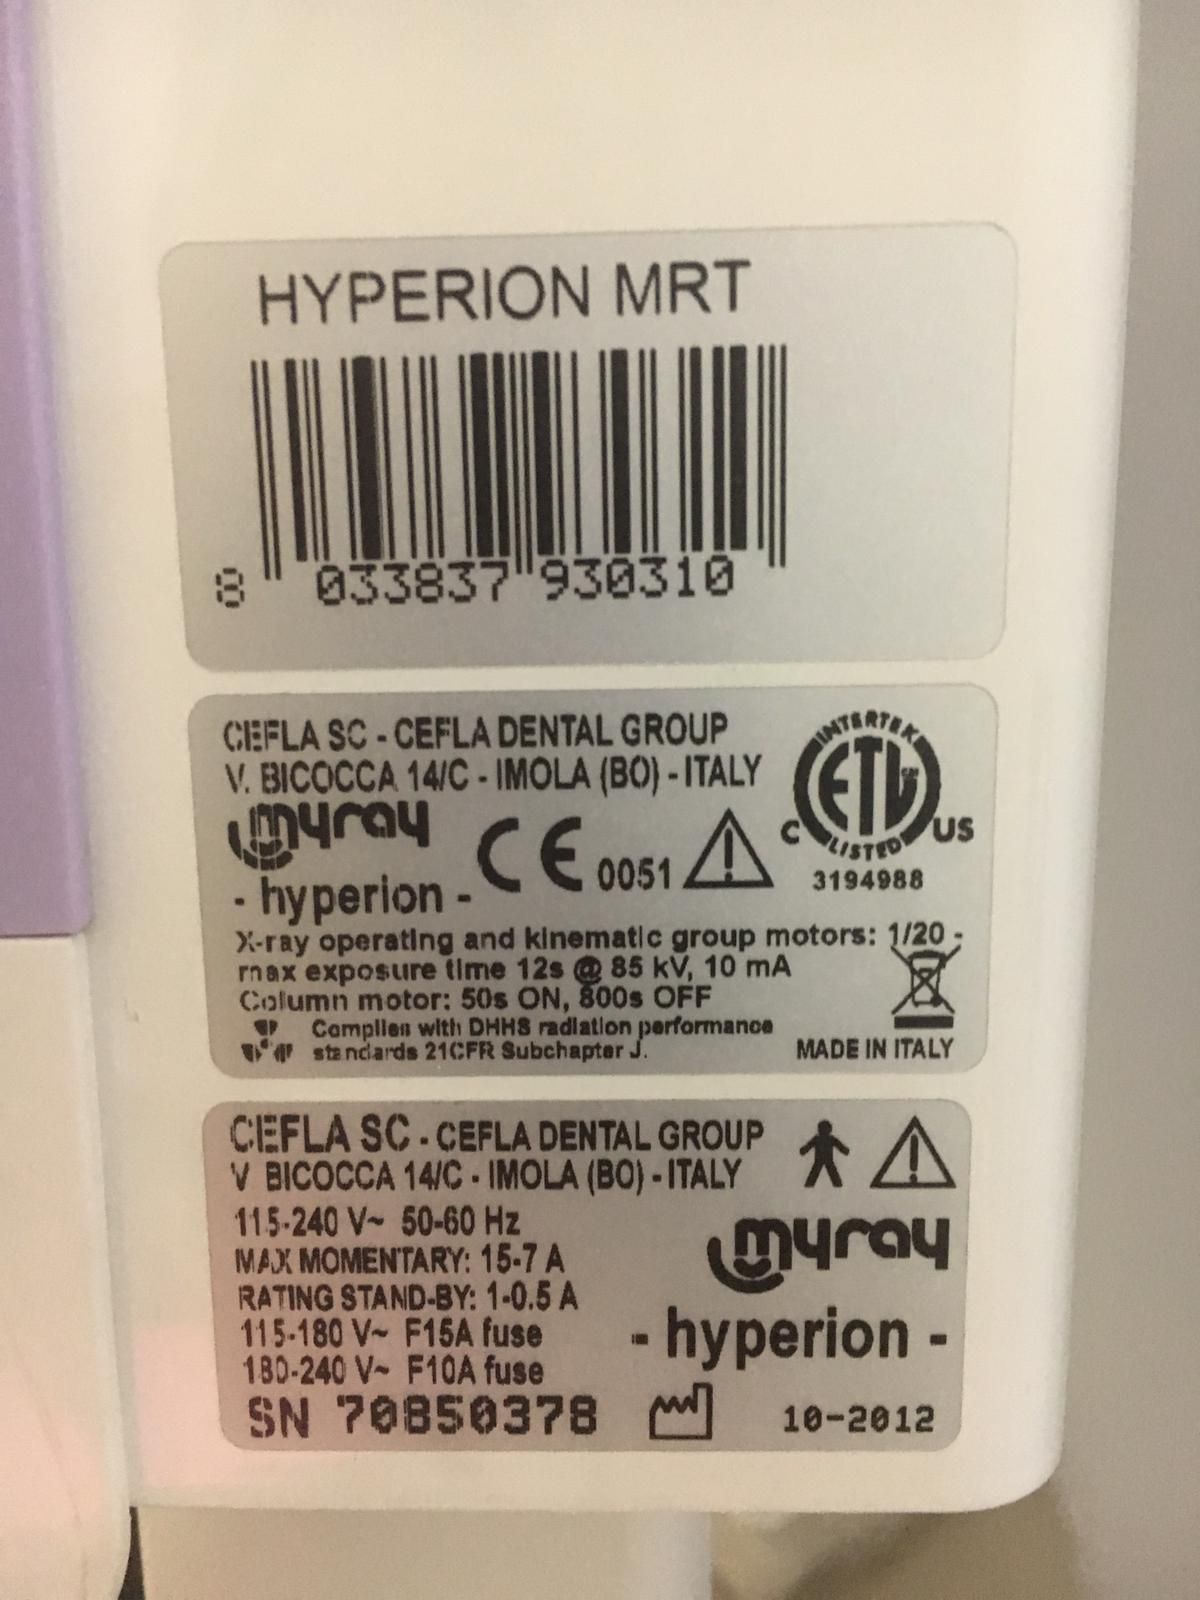 HYPERION MRT
8 033837 930310
CEFLA SC - CEFLA DENTAL GROUP
V. BICOCCA 14/C - IMOLA (BO) - ITALY
INTERTEK
ETL
CM
LISTED
C US
3194988
myray
CE 0051
- hyperion -
X-ray operating and kinematic group motors: 1/20 -
max exposure time 12s @ 85 kV, 10 mA
Column motor: 50s ON, 800s OFF
Complies with DHHS radiation performance
standards 21CFR Subchapter J.
MADE IN ITALY
CEFLA SC - CEFLA DENTAL GROUP
V BICOCCA 14/C - IMOLA (BO) - ITALY
115-240 V~ 50-60 Hz
MAX MOMENTARY: 15-7 A
RATING STAND-BY: 1-0.5 A
115-180 V~ F15A fuse
180-240 V~ F10A fuse
myray
- hyperion -
SN 70850378
10-2012